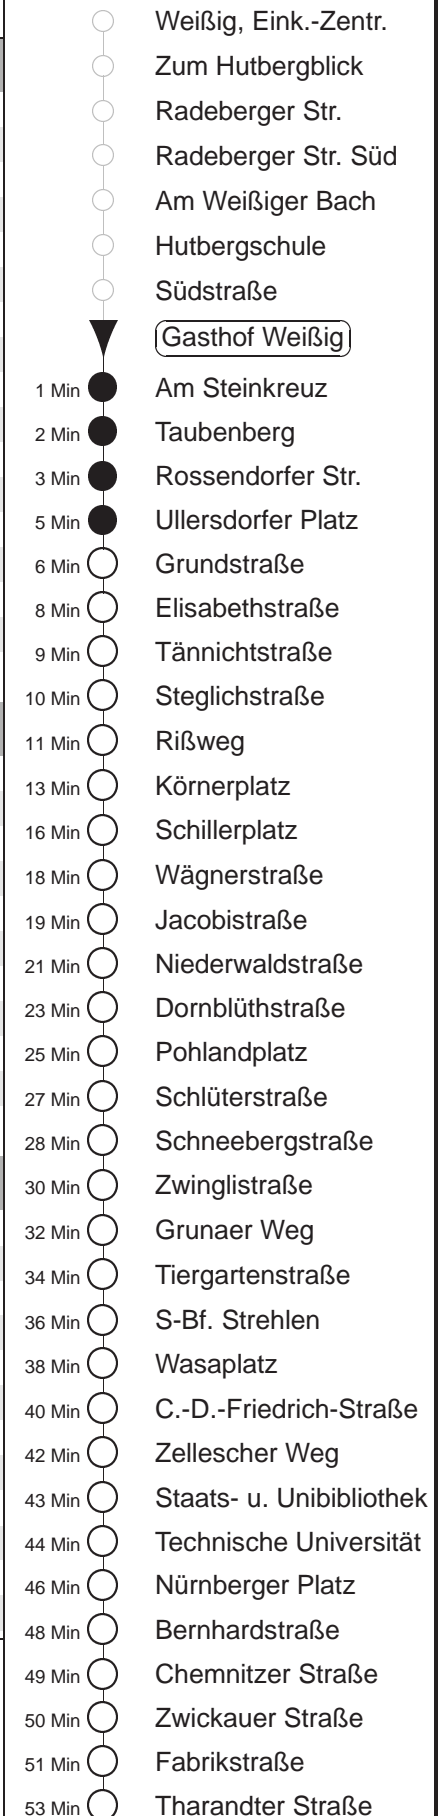 Weißig, Eink.-Zentr.
Zum Hutbergblick
Radeberger Str.
Radeberger Str. Süd
Am Weißiger Bach
Hutbergschule
Südstraße
Gasthof Weißig
1 Min Am Steinkreuz
2 Min Taubenberg
3 Min Rossendorfer Str.
5 Min Ullersdorfer Platz
6 Min Grundstraße
8 Min Elisabethstraße
9 Min Tännichtstraße
10 Min Steglichstraße
11 Min Rißweg
13 Min Körnerplatz
16 Min Schillerplatz
18 Min Wägnerstraße
19 Min Jacobistraße
21 Min Niederwaldstraße
23 Min Dornblüthstraße
25 Min Pohlandplatz
27 Min Schlüterstraße
28 Min Schneebergstraße
30 Min Zwinglistraße
32 Min Grunaer Weg
34 Min Tiergartenstraße
36 Min S-Bf. Strehlen
38 Min Wasaplatz
40 Min C.-D.-Friedrich-Straße
42 Min Zellescher Weg
43 Min Staats- u. Unibibliothek
44 Min Technische Universität
46 Min Nürnberger Platz
48 Min Bernhardstraße
49 Min Chemnitzer Straße
50 Min Zwickauer Straße
51 Min Fabrikstraße
53 Min Tharandter Straße